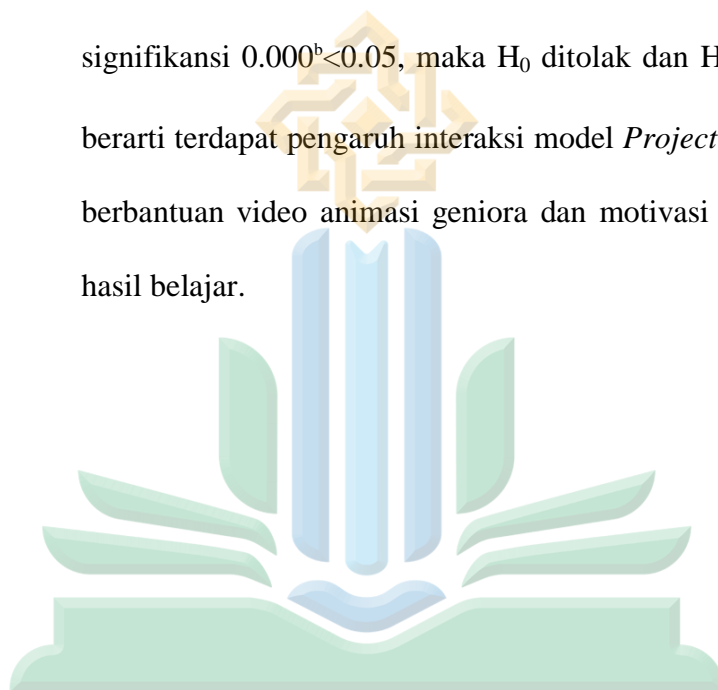 signifikansi 0.000ᵇ<0.05, maka H₀ ditolak dan H
berarti terdapat pengaruh interaksi model Project
berbantuan video animasi geniora dan motivasi
hasil belajar.